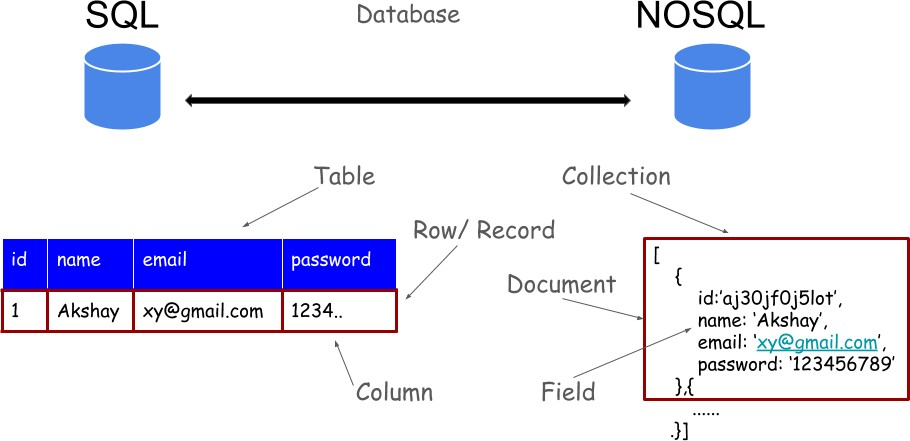 SQL
Database
NOSQL
Table
Collection
Row/ Record
id name email password
1 Akshay xy@gmail.com 1234..
Column
Document
Field
[
{
id:’aj30jf0j5lot’,
name: ‘Akshay’,
email: ‘xy@gmail.com’,
password: ‘123456789’
},{
......
.}]